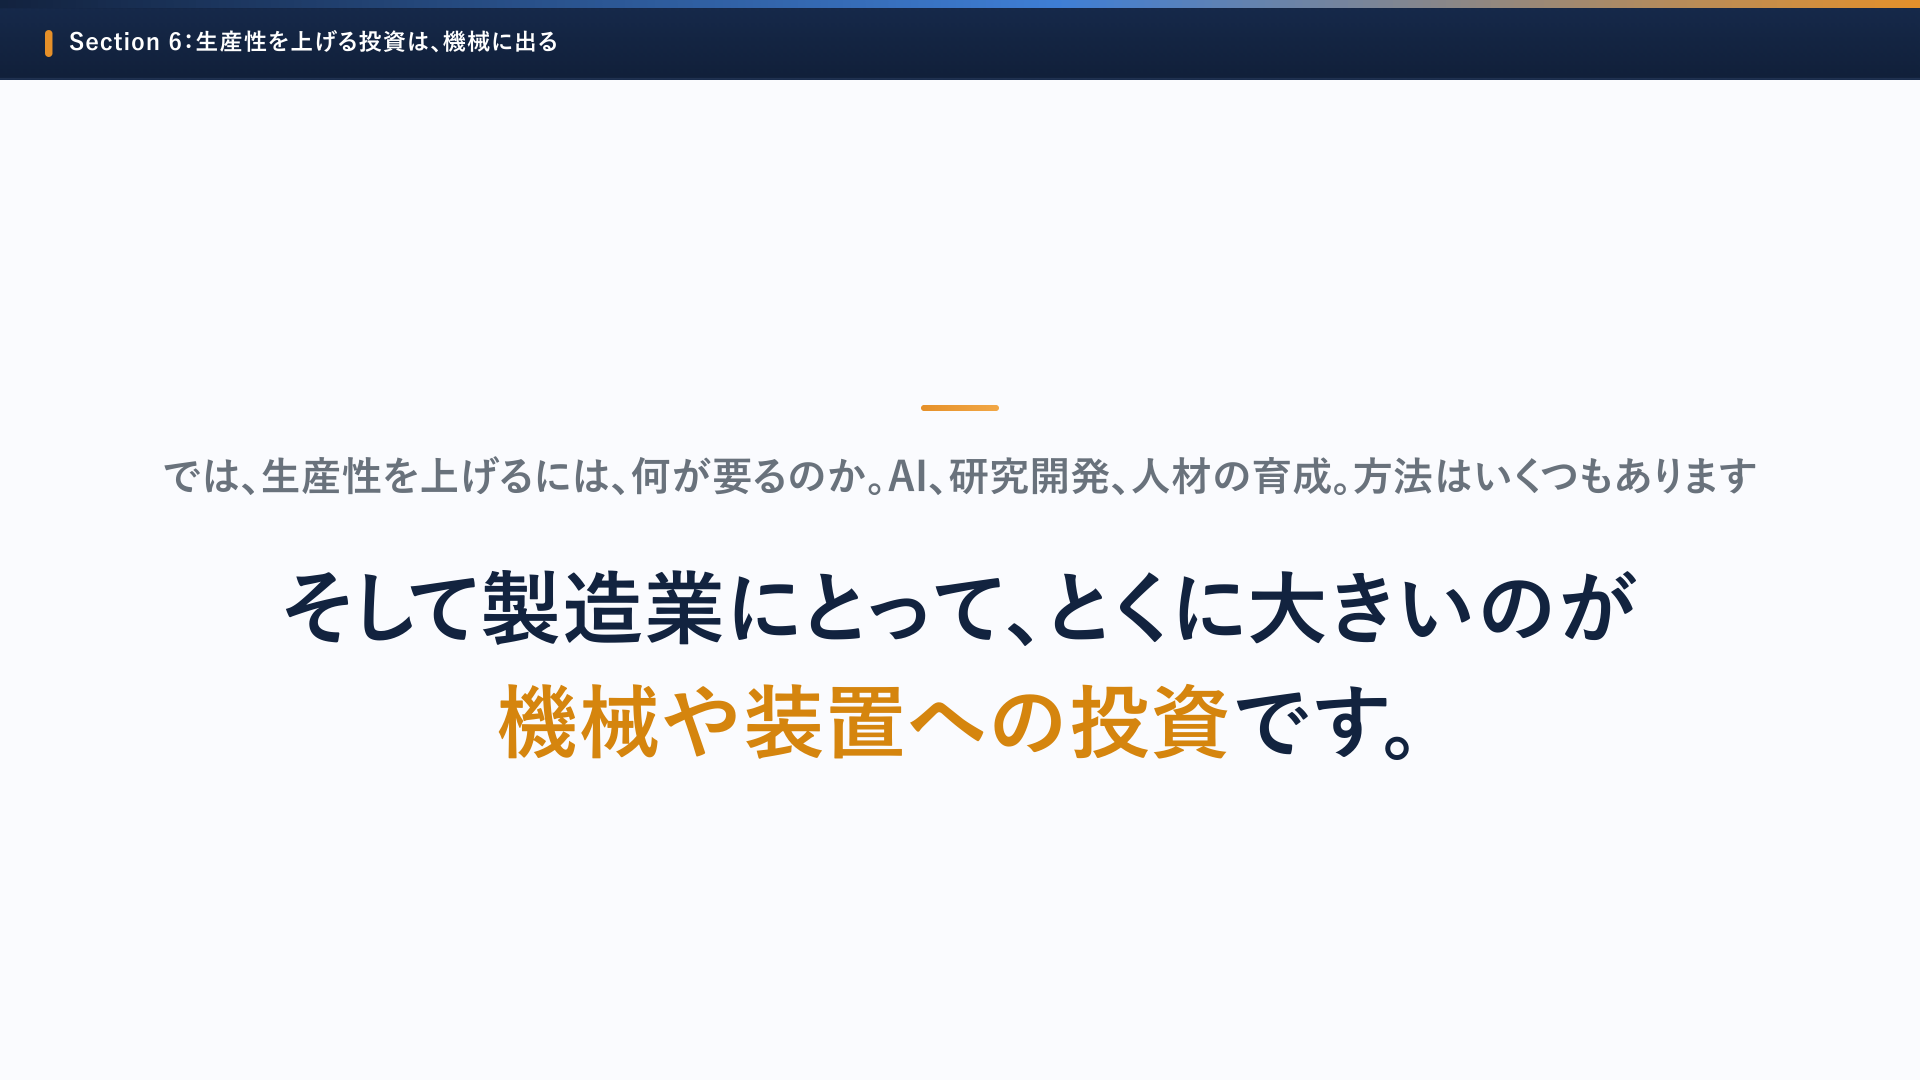 Section 6：生産性を上げる投資は、機械に出る
では、生産性を上げるには、何が要るのか。AI、研究開発、人材の育成。方法はいくつもあります
そして製造業にとって、とくに大きいのが
機械や装置への投資です。